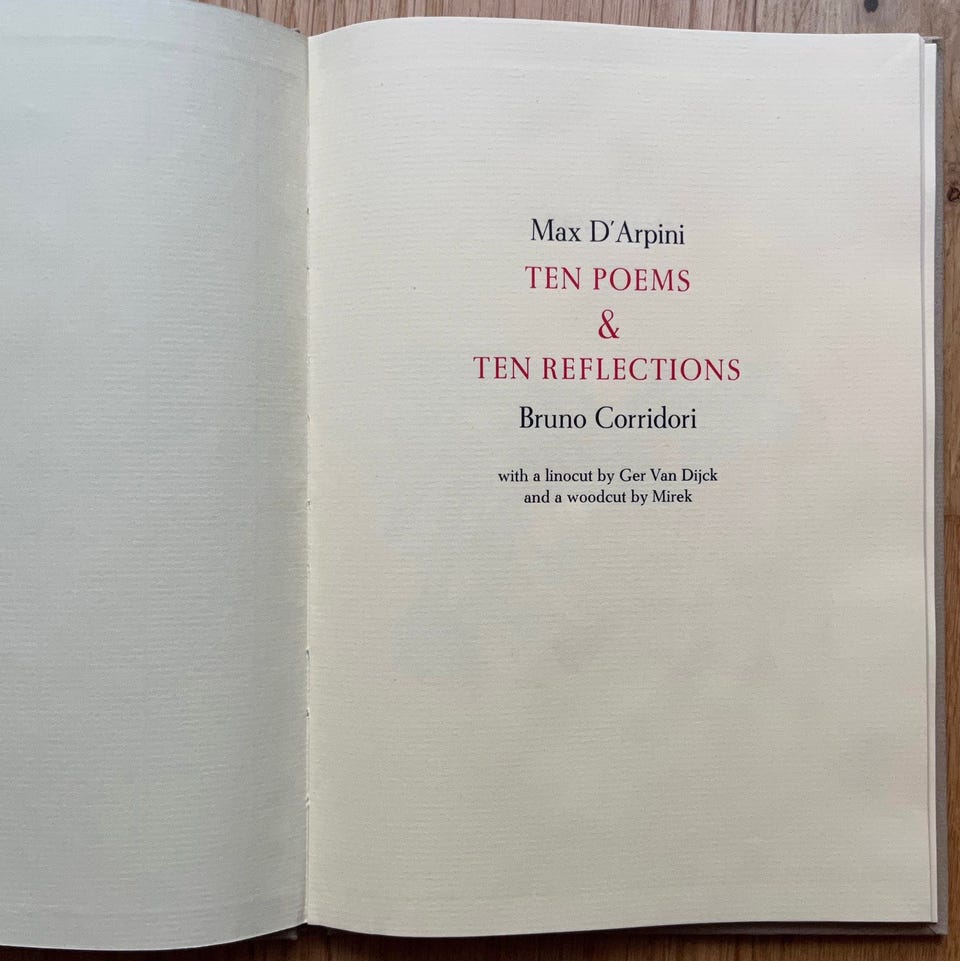 Max D'Arpini
TEN POEMS
&
TEN REFLECTIONS
Bruno Corridori
with a linocut by Ger Van Dijck
and a woodcut by Mirek